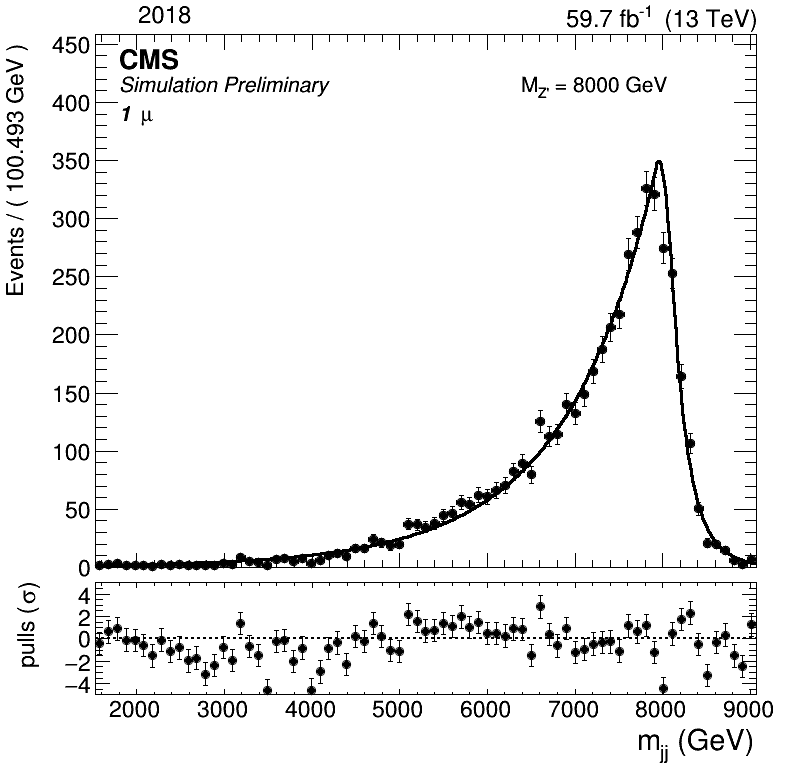 2018
59.7 fb⁻¹ (13 TeV)
CMS
Simulation Preliminary
1 μ
M_Z' = 8000 GeV
Events / ( 100.493 GeV )
450
400
350
300
250
200
150
100
50
0
pulls (σ)
4
2
0
−2
−4
2000 3000 4000 5000 6000 7000 8000 9000
m_jj (GeV)